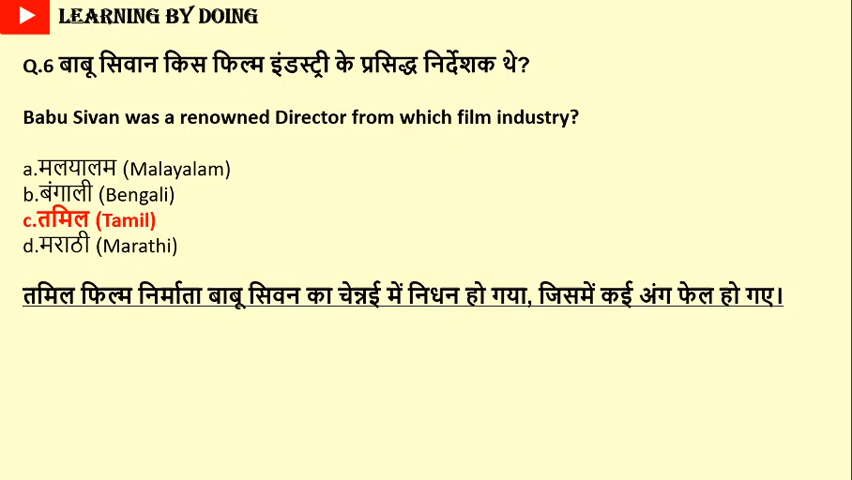 LEARNING BY DOING
Q.6 बाबू सिवान किस फिल्म इंडस्ट्री के प्रसिद्ध निर्देशक थे?
Babu Sivan was a renowned Director from which film industry?
a.मलयालम (Malayalam)
b.बंगाली (Bengali)
c.तमिल (Tamil)
d.मराठी (Marathi)
तमिल फिल्म निर्माता बाबू सिवन का चेन्नई में निधन हो गया, जिसमें कई अंग फेल हो गए।